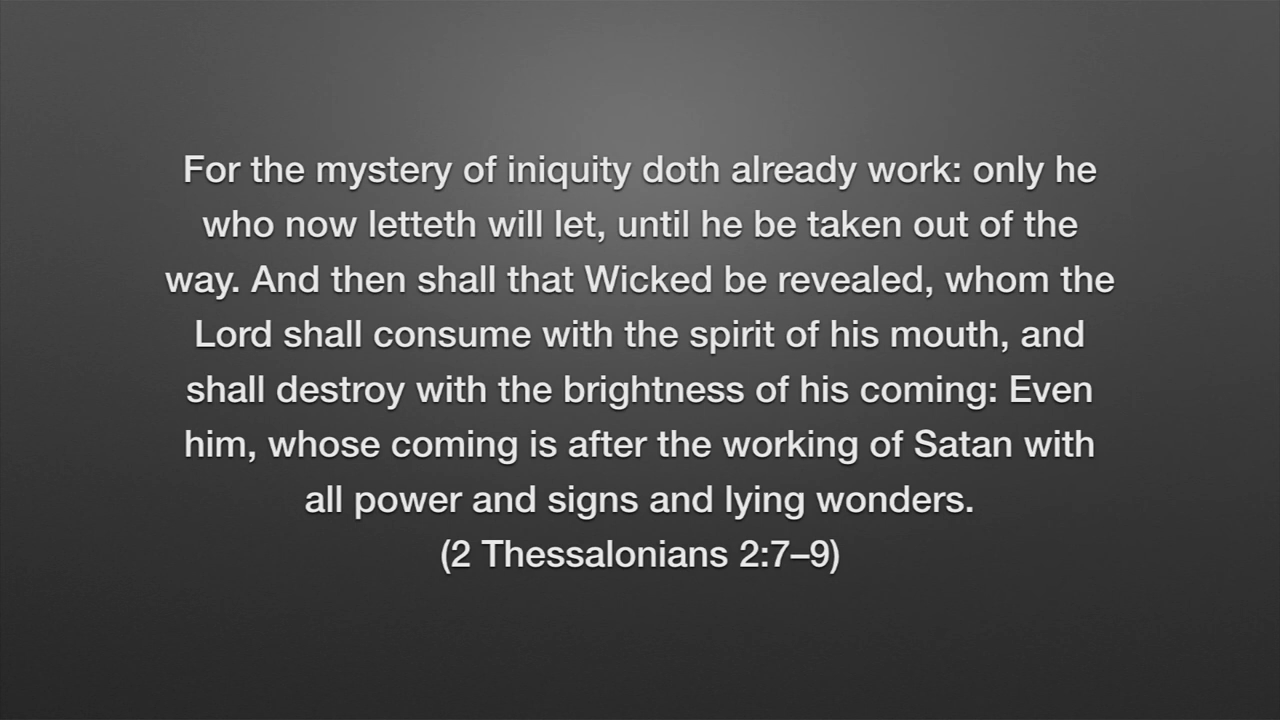 For the mystery of iniquity doth already work: only he
who now letteth will let, until he be taken out of the
way. And then shall that Wicked be revealed, whom the
Lord shall consume with the spirit of his mouth, and
shall destroy with the brightness of his coming: Even
him, whose coming is after the working of Satan with
all power and signs and lying wonders.
(2 Thessalonians 2:7–9)